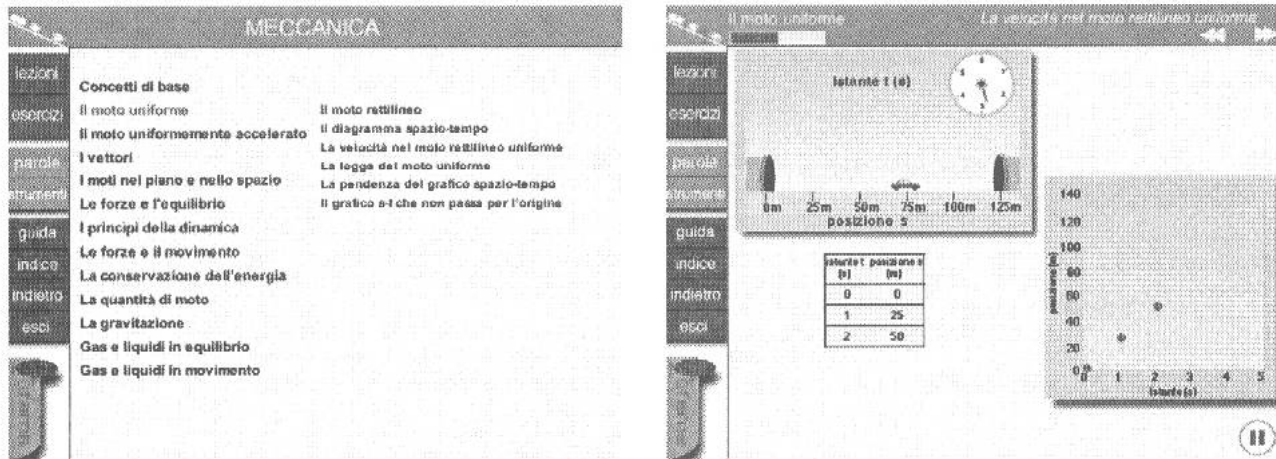 MECCANICA
lezioni
esercizi
parole
strumenti
guida
indice
indietro
esci
Concetti di base
Il moto uniforme
Il moto uniformemente accelerato
I vettori
I moti nel piano e nello spazio
Le forze e l'equilibrio
I principi della dinamica
Le forze e il movimento
La conservazione dell'energia
La quantità di moto
La gravitazione
Gas e liquidi in equilibrio
Gas e liquidi in movimento
Il moto rettilineo
Il diagramma spazio-tempo
La velocità nel moto rettilineo uniforme
La legge del moto uniforme
La pendenza del grafico spazio-tempo
Il grafico s-t che non passa per l'origine
Il moto uniforme
La velocità nel moto rettilineo uniforme
lezioni
esercizi
parole
strumenti
guida
indice
indietro
esci
istante t (s)
0m 25m 50m 75m 100m 125m
posizione s
istante t posizione s
(s) (m)
0 0
1 25
2 50
140
120
100
80
60
40
20
0
0 1 2 3 4 5
posizione (m)
istante (s)